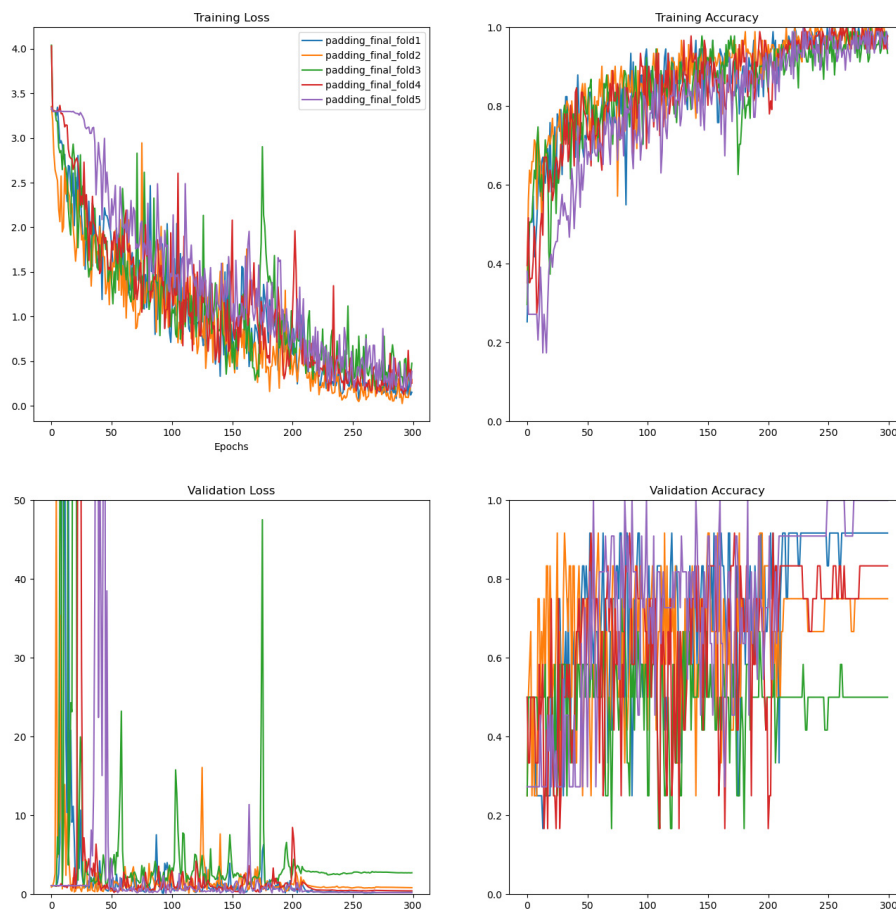 Training Loss
4.0
3.5
3.0
2.5
2.0
1.5
1.0
0.5
0.0
0 50 100 150 200 250 300
Epochs
padding_final_fold1
padding_final_fold2
padding_final_fold3
padding_final_fold4
padding_final_fold5
Training Accuracy
1.0
0.8
0.6
0.4
0.2
0.0
0 50 100 150 200 250 300
Validation Loss
50
40
30
20
10
0
0 50 100 150 200 250 300
Validation Accuracy
1.0
0.8
0.6
0.4
0.2
0.0
0 50 100 150 200 250 300